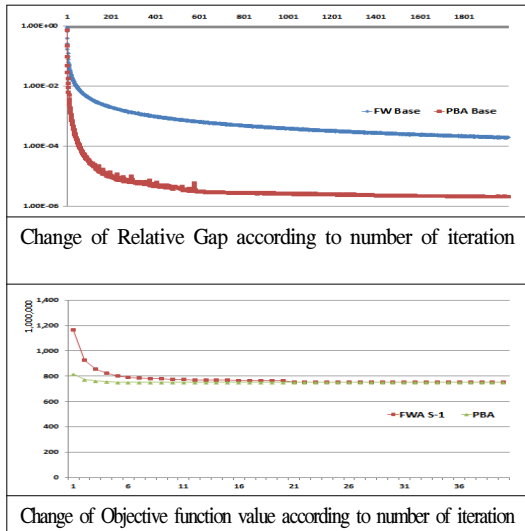 1 201 401 601 801 1001 1201 1401 1601 1801
1.00E+00
1.00E-02
FW Base PBA Base
1.00E-04
1.00E-06
Change of Relative Gap according to number of iteration
1,000,000
1,400
1,200
1,000
800
600
FWA S-1 PBA
400
200
0
1 6 11 16 21 26 31 36
Change of Objective function value according to number of iteration